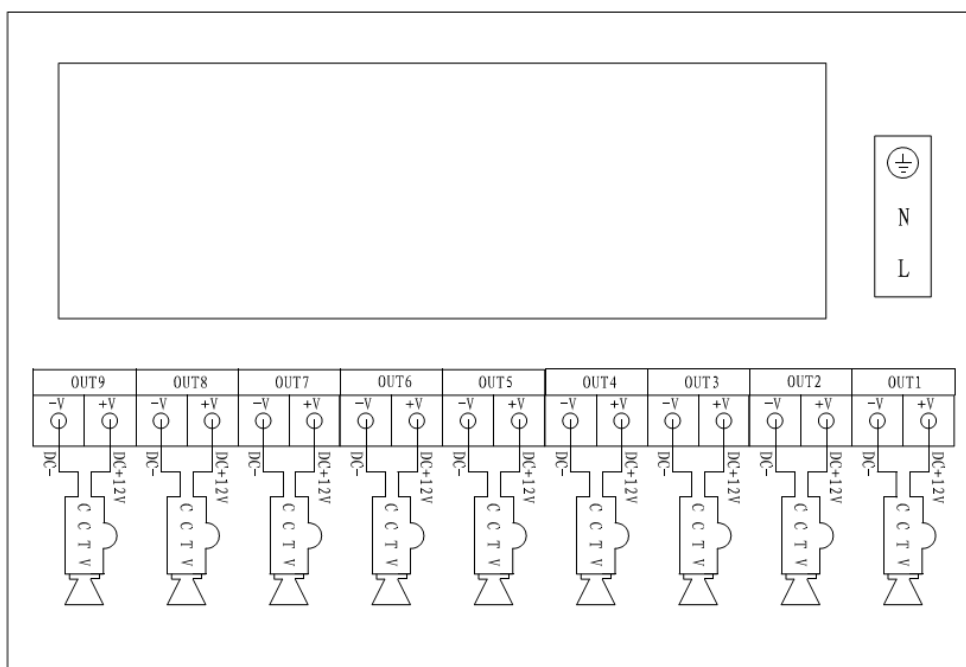 N
L
OUT9 OUT8 OUT7 OUT6 OUT5 OUT4 OUT3 OUT2 OUT1
-V +V -V +V -V +V -V +V -V +V -V +V -V +V -V +V -V +V
DC- DC+12V DC- DC+12V DC- DC+12V DC- DC+12V DC- DC+12V DC- DC+12V DC- DC+12V DC- DC+12V DC- DC+12V
CCTV CCTV CCTV CCTV CCTV CCTV CCTV CCTV CCTV